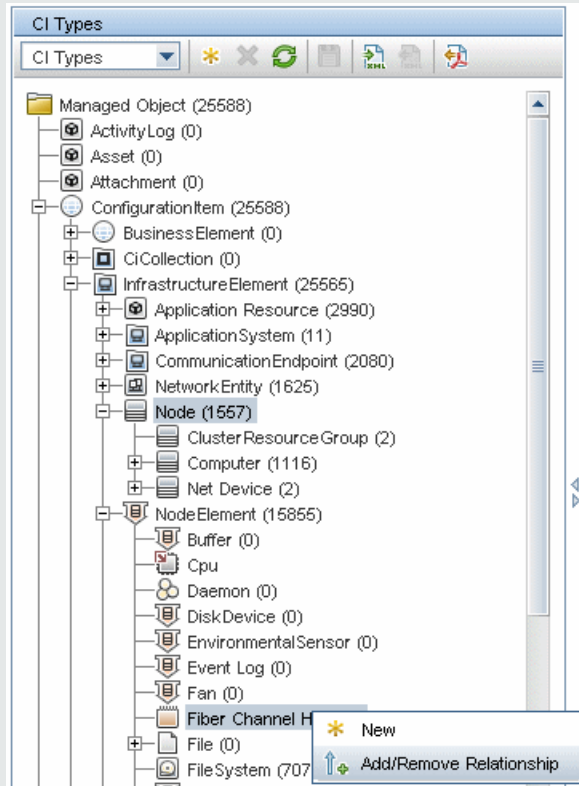 CI Types
CI Types
Managed Object (25588)
ActivityLog (0)
Asset (0)
Attachment (0)
ConfigurationItem (25588)
BusinessElement (0)
CiCollection (0)
InfrastructureElement (25565)
Application Resource (2990)
ApplicationSystem (11)
CommunicationEndpoint (2080)
NetworkEntity (1625)
Node (1557)
ClusterResourceGroup (2)
Computer (1116)
Net Device (2)
NodeElement (15855)
Buffer (0)
Cpu
Daemon (0)
DiskDevice (0)
EnvironmentalSensor (0)
Event Log (0)
Fan (0)
Fiber Channel H
New
File (0)
Add/Remove Relationship
FileSystem (707